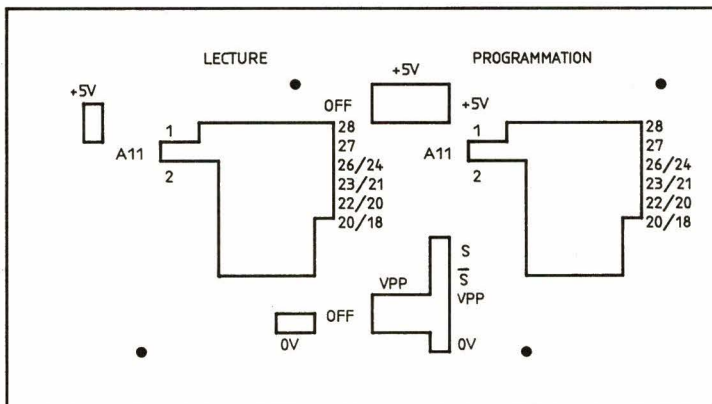 LECTURE
PROGRAMMATION
+5V
+5V
OFF
+5V
A11
1
2
28
27
26/24
23/21
22/20
20/18
A11
1
2
28
27
26/24
23/21
22/20
20/18
S
S̅
VPP
VPP
OFF
0V
0V